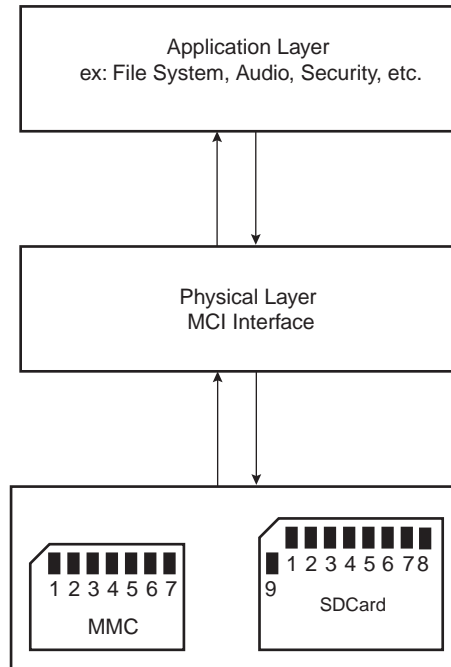 Application Layer
ex: File System, Audio, Security, etc.
Physical Layer
MCI Interface
1 2 3 4 5 6 7
MMC
1 2 3 4 5 6 7 8
9
SDCard